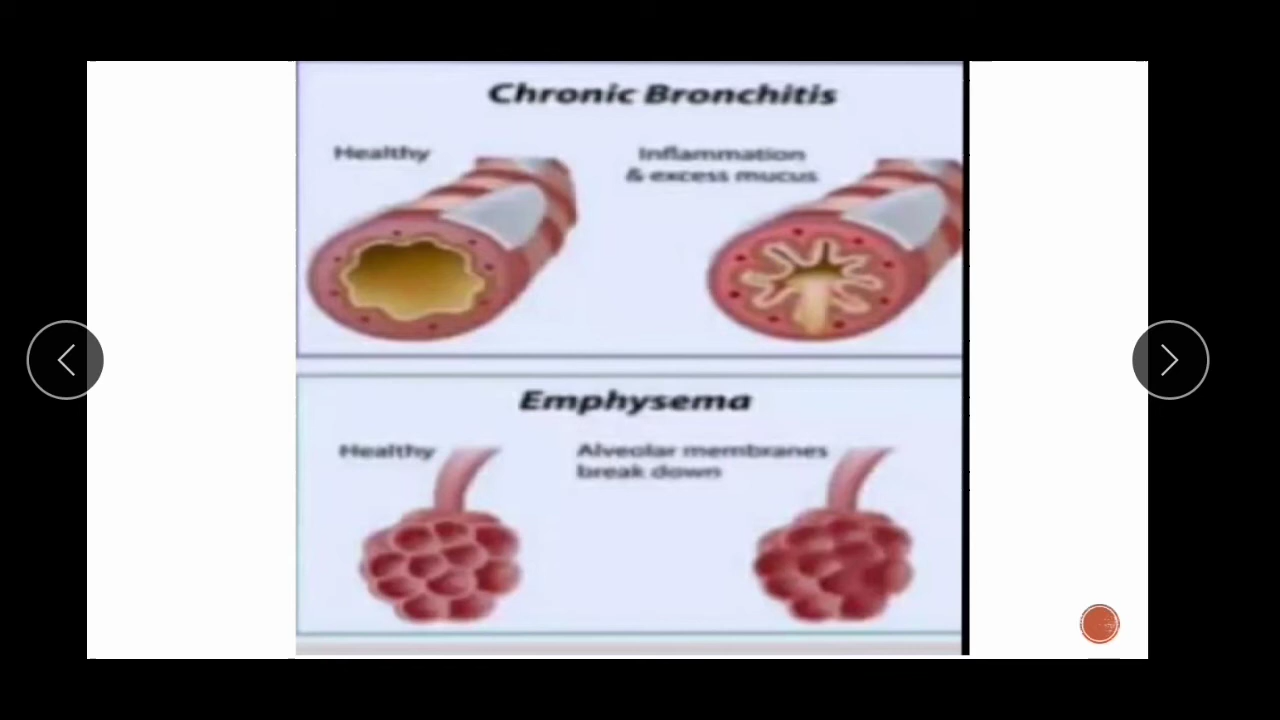 Chronic Bronchitis
Healthy
Inflammation
& excess mucus
Emphysema
Healthy
Alveolar membranes
break down